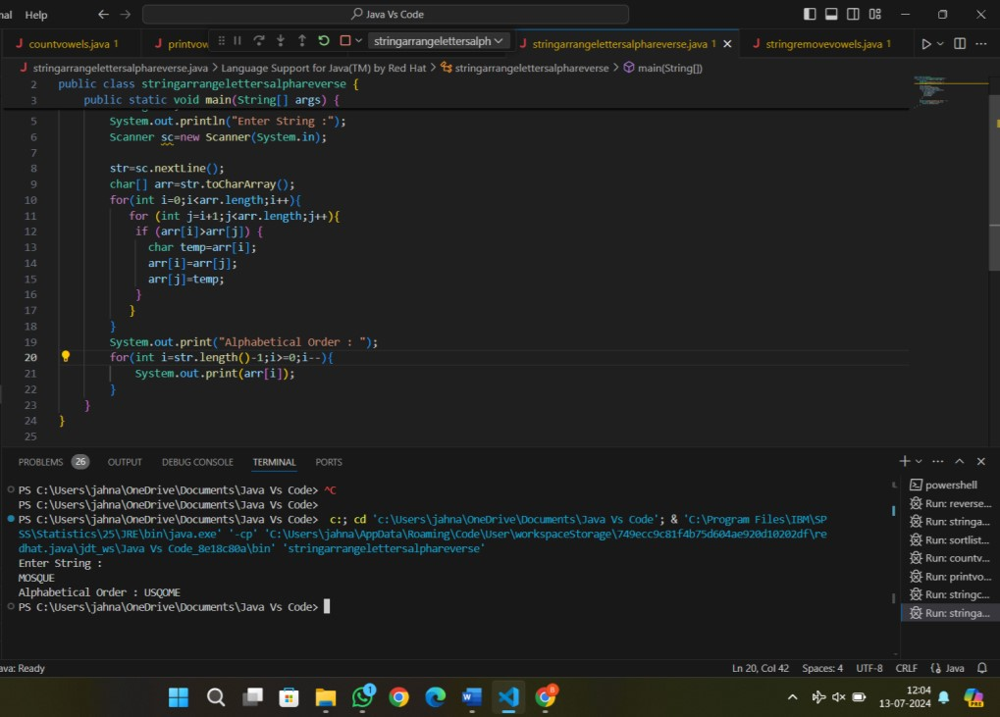 nal Help Java Vs Code
countvowels.java 1 printvow stringarrangelettersalph stringarrangelettersalphareverse.java 1 stringremovevowels.java 1
stringarrangelettersalphareverse.java > Language Support for Java(TM) by Red Hat > stringarrangelettersalphareverse > main(String[])
2 public class stringarrangelettersalphareverse {
3 public static void main(String[] args) {
5 System.out.println("Enter String :");
6 Scanner sc=new Scanner(System.in);
7
8 str=sc.nextLine();
9 char[] arr=str.toCharArray();
10 for(int i=0;i<arr.length;i++){
11 for (int j=i+1;j<arr.length;j++){
12 if (arr[i]>arr[j]) {
13 char temp=arr[i];
14 arr[i]=arr[j];
15 arr[j]=temp;
16 }
17 }
18 }
19 System.out.print("Alphabetical Order : ");
20 for(int i=str.length()-1;i>=0;i--){
21 System.out.print(arr[i]);
22 }
23 }
24 }
25
PROBLEMS 26 OUTPUT DEBUG CONSOLE TERMINAL PORTS
PS C:\Users\jahna\OneDrive\Documents\Java Vs Code> ^C
PS C:\Users\jahna\OneDrive\Documents\Java Vs Code>
PS C:\Users\jahna\OneDrive\Documents\Java Vs Code> c:; cd 'c:\Users\jahna\OneDrive\Documents\Java Vs Code'; & 'C:\Program Files\IBM\SP
SS\Statistics\25\JRE\bin\java.exe' '-cp' 'C:\Users\jahna\AppData\Roaming\Code\User\workspaceStorage\749ecc9c81f4b75d604ae920d10202df\re
dhat.java\jdt_ws\Java Vs Code_8e18c80a\bin' 'stringarrangelettersalphareverse'
Enter String :
MOSQUE
Alphabetical Order : USQOME
PS C:\Users\jahna\OneDrive\Documents\Java Vs Code>
powershell
Run: reverse...
Run: stringa...
Run: sortlist...
Run: countv...
Run: printvo...
Run: stringc...
Run: stringa...
ava: Ready Ln 20, Col 42 Spaces: 4 UTF-8 CRLF {} Java
12:04
13-07-2024